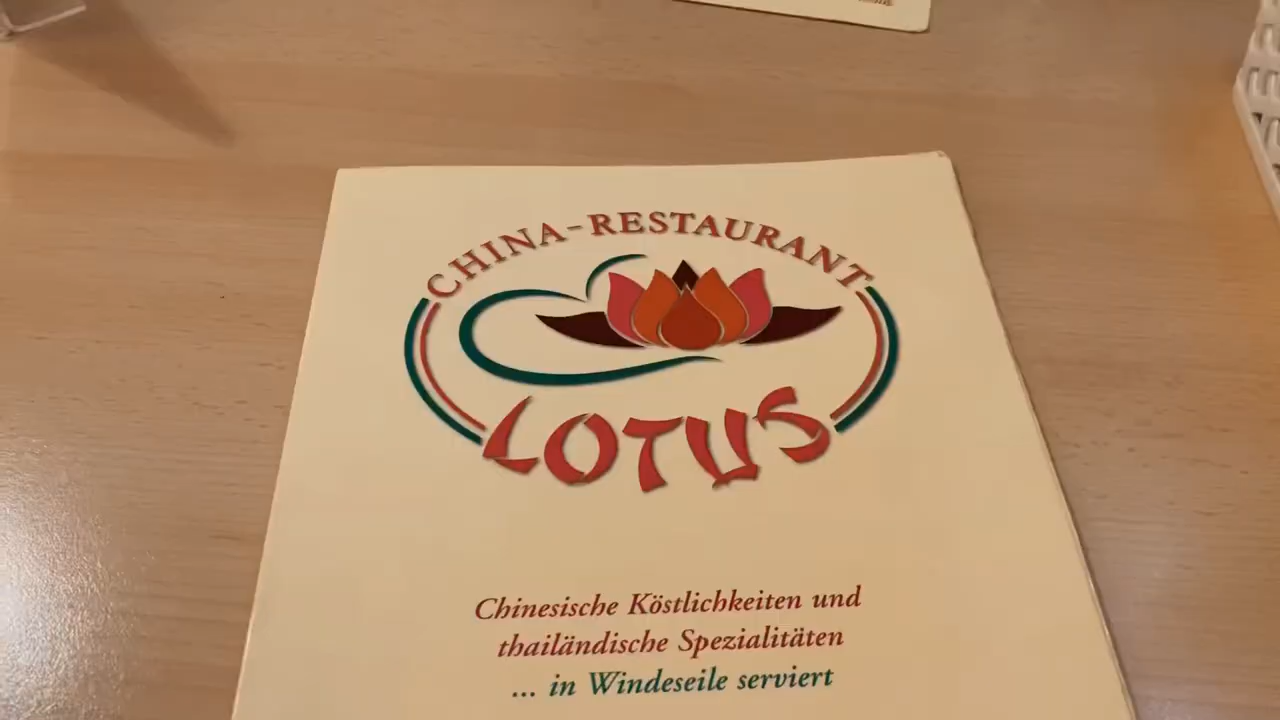 CHINA-RESTAURANT
LOTUS
Chinesische Köstlichkeiten und
thailändische Spezialitäten
... in Windeseile serviert